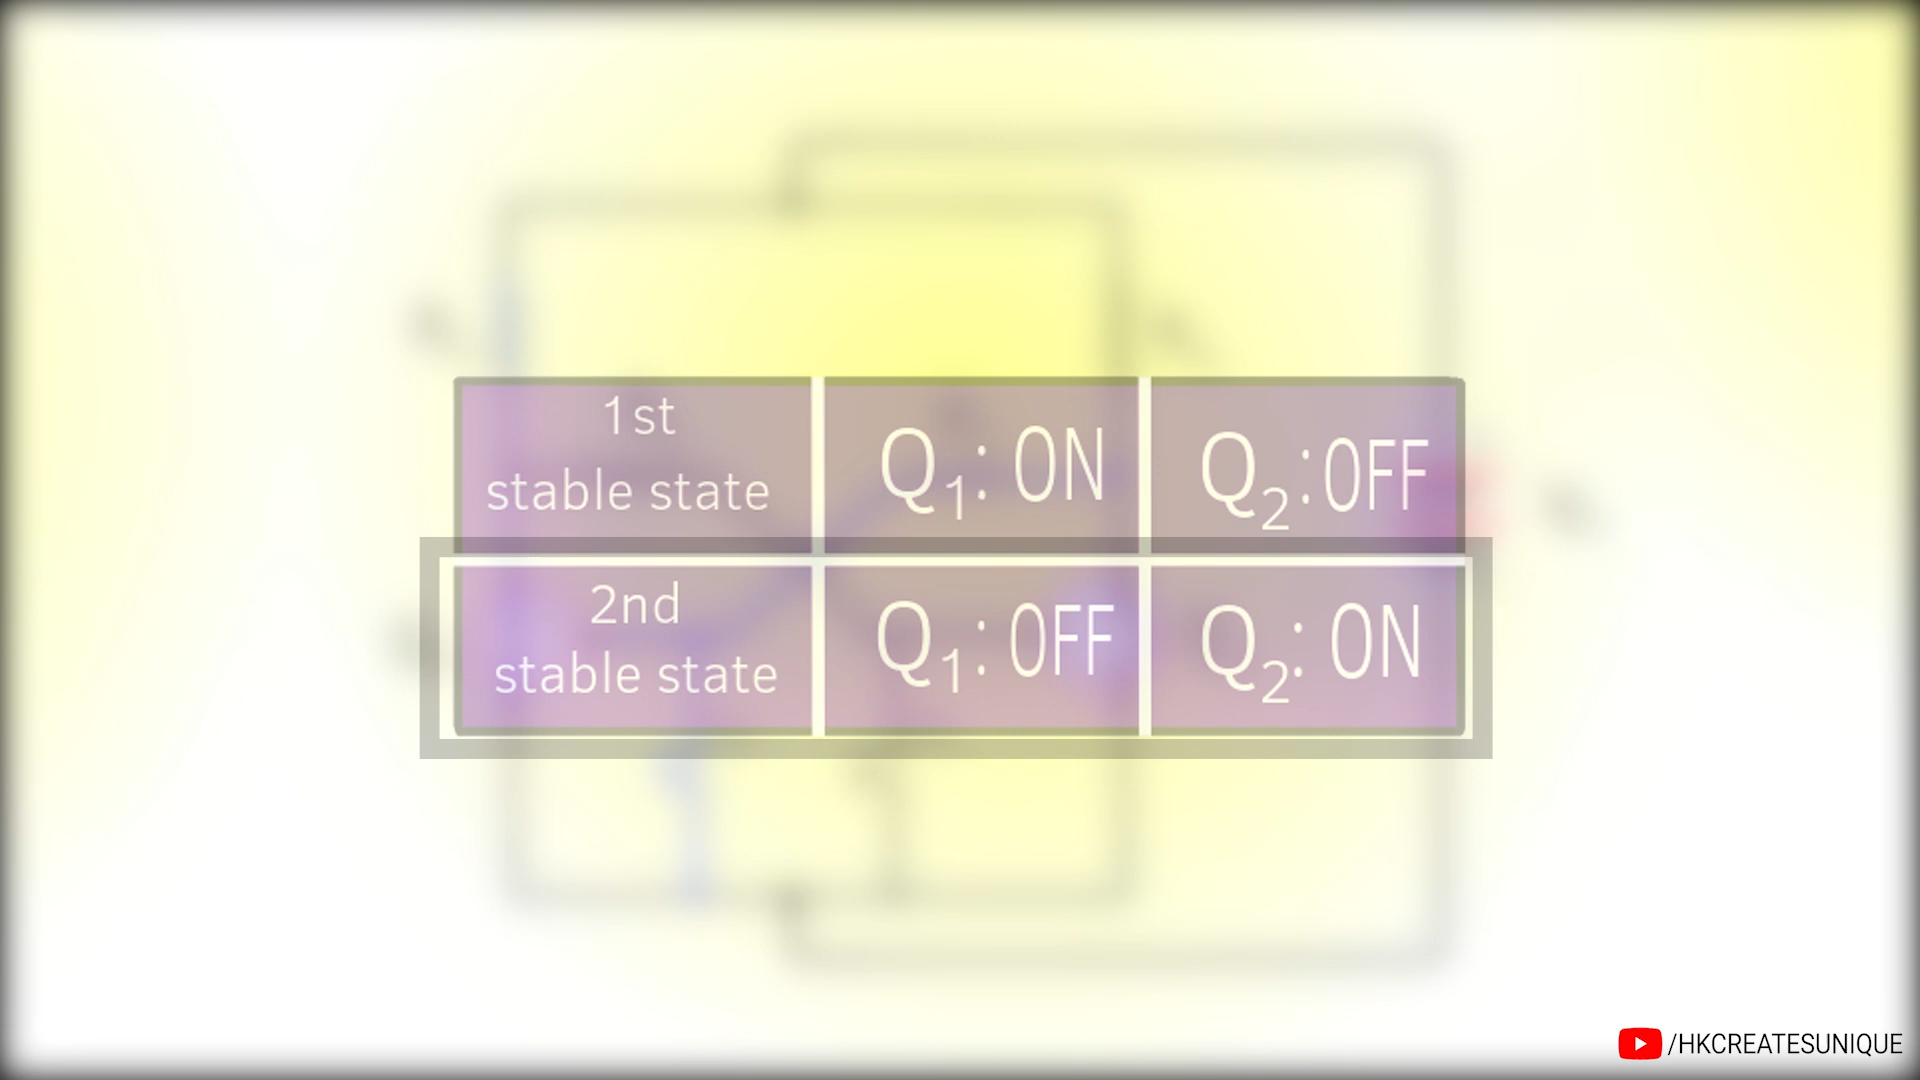 1st
stable state
Q1: ON
Q2: OFF
2nd
stable state
Q1: OFF
Q2: ON
/HKCREATESUNIQUE